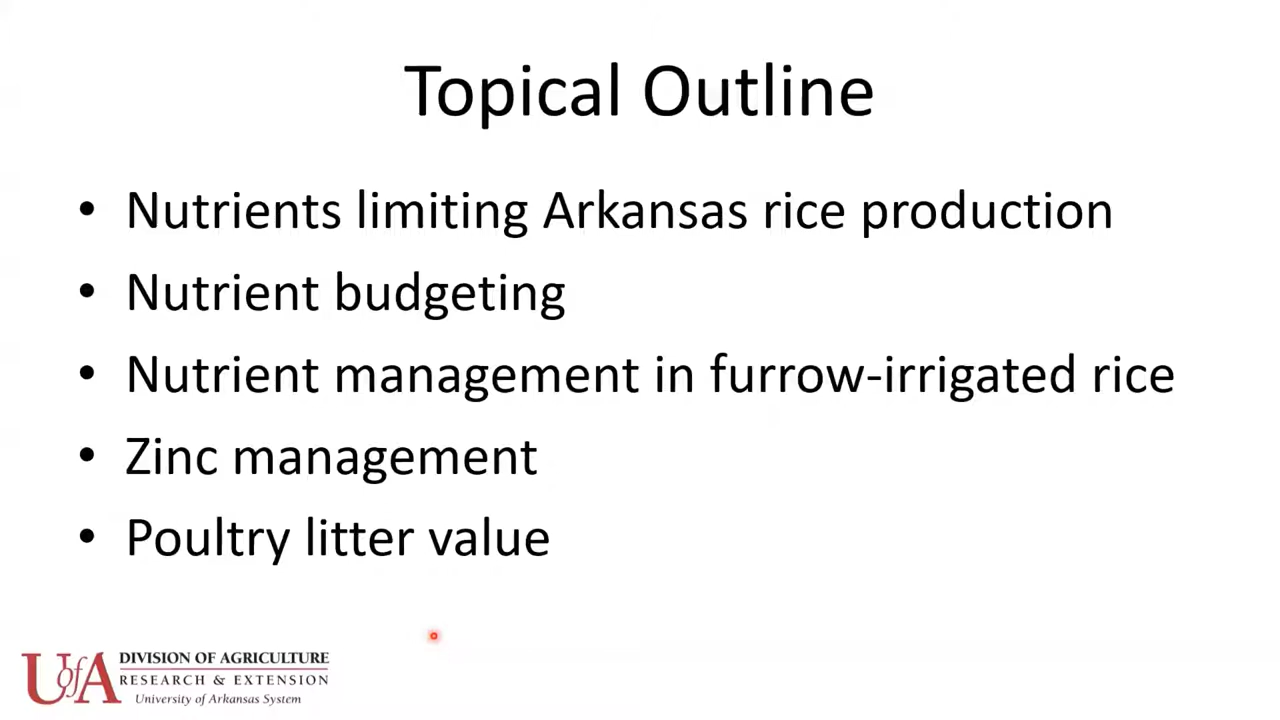 Topical Outline
• Nutrients limiting Arkansas rice production
• Nutrient budgeting
• Nutrient management in furrow-irrigated rice
• Zinc management
• Poultry litter value
UofA DIVISION OF AGRICULTURE
RESEARCH & EXTENSION
University of Arkansas System